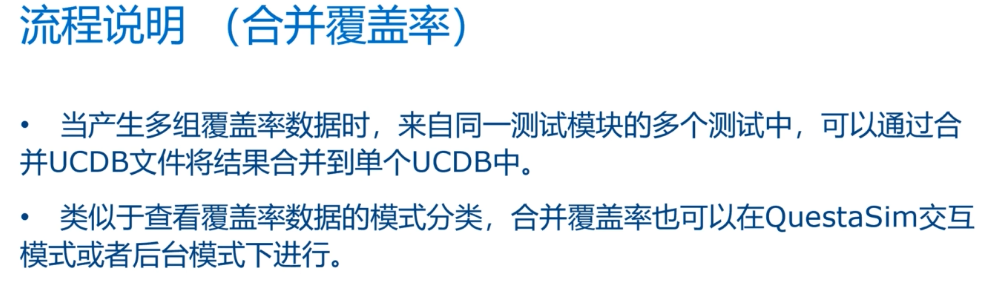 流程说明 （合并覆盖率）
• 当产生多组覆盖率数据时，来自同一测试模块的多个测试中，可以通过合
并UCDB文件将结果合并到单个UCDB中。
• 类似于查看覆盖率数据的模式分类，合并覆盖率也可以在QuestaSim交互
模式或者后台模式下进行。